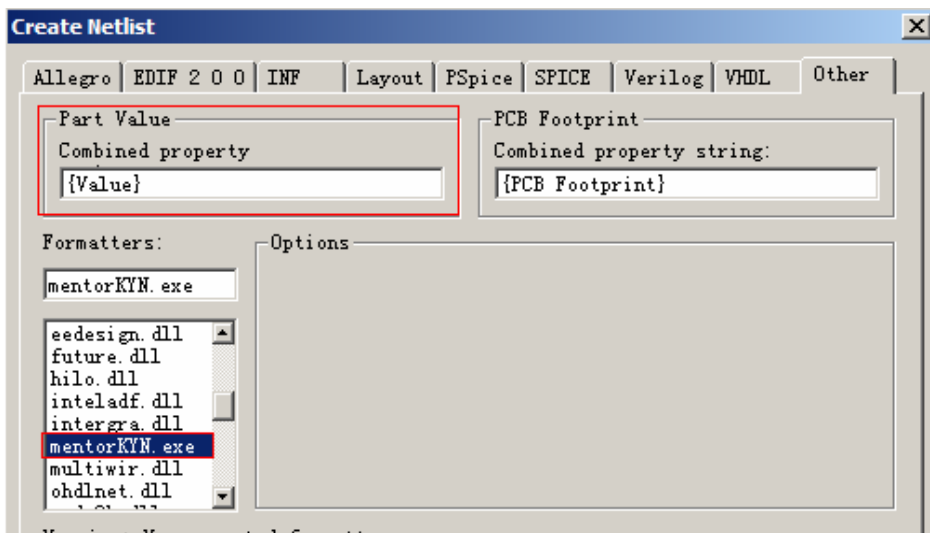 Create Netlist
Allegro EDIF 2 0 0 INF Layout PSpice SPICE Verilog VHDL Other
Part Value
Combined property
{Value}
PCB Footprint
Combined property string:
{PCB Footprint}
Formatters:
mentorKYN.exe
eedesign.dll
future.dll
hilo.dll
inteladf.dll
intergra.dll
mentorKYN.exe
multiwir.dll
ohdlnet.dll
Options